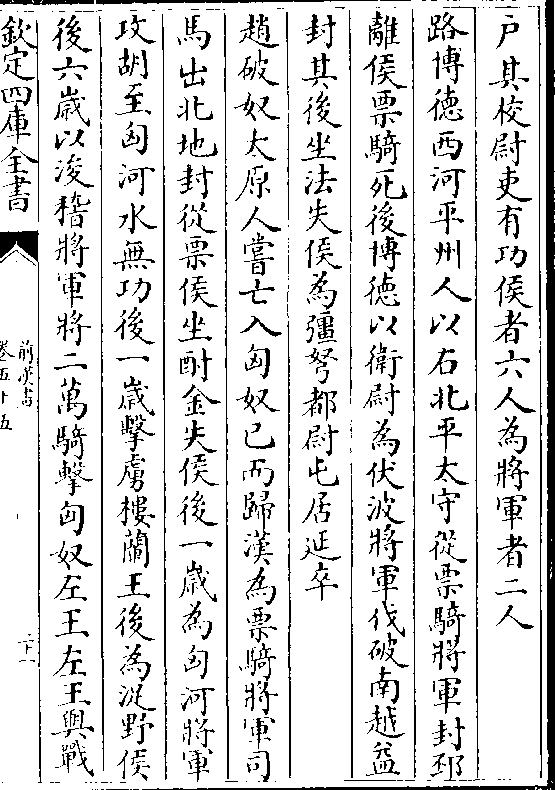 戸其校尉吏有功侯者六人為將軍者二人
路博德西河平州人以右北平太守從票騎將軍封邳
離侯票騎死後博德以衛尉為伏波將軍伐破南越益
封其後坐法失侯為彊弩都尉屯居延卒
趙破奴太原人嘗亡入匈奴已而歸漢為票騎將軍司
馬出北地封從票侯坐酎金失侯後一歲為匈河將軍
攻胡至匈河水無功後一歲擊虜樓蘭王後為浞野侯
後六歲以浚稽將軍將二萬騎擊匈奴左王左王與戰
欽定四庫全書
前漢書
卷五十五
二十一